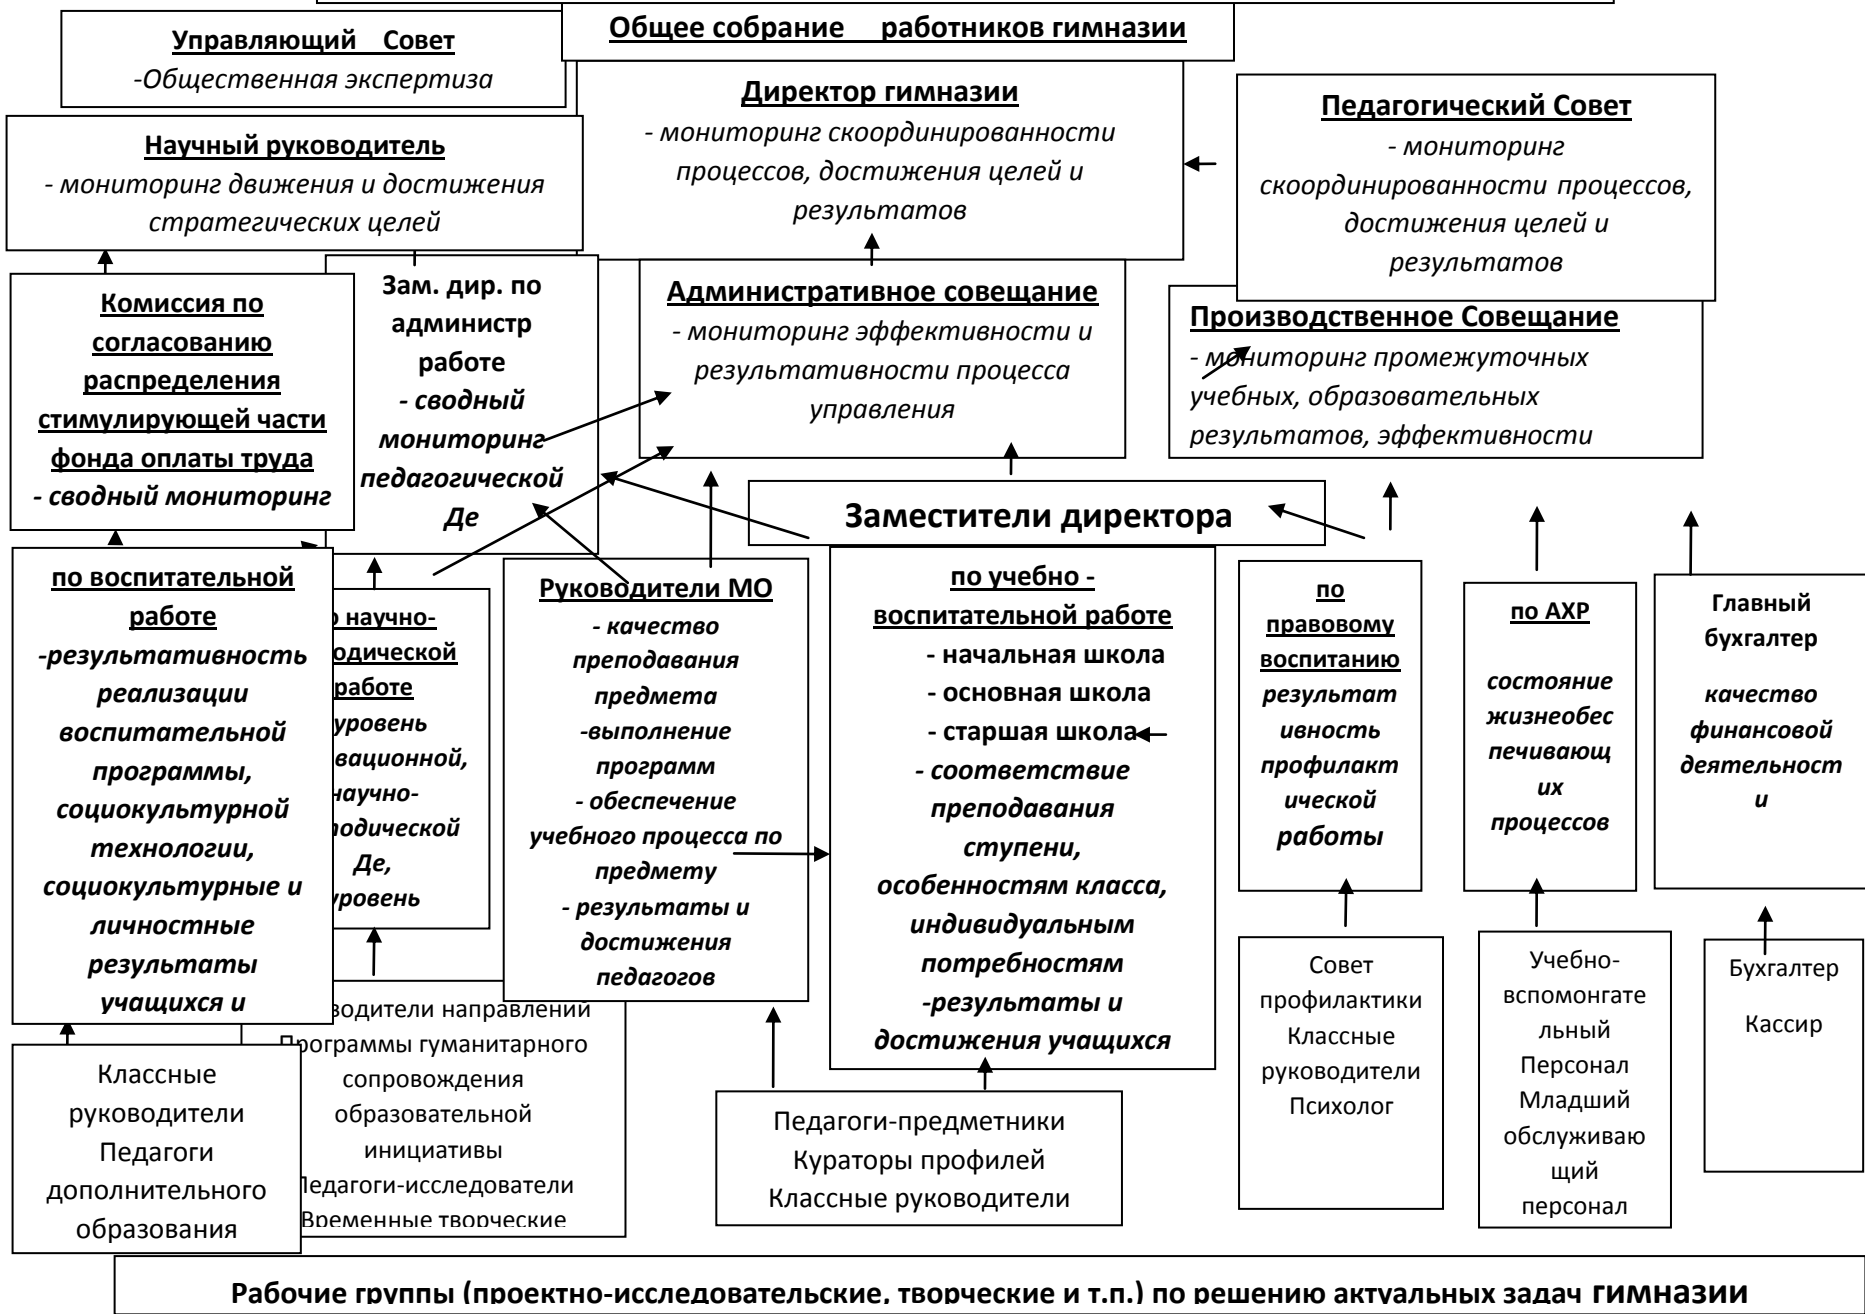 Общее собрание работников гимназии
Управляющий Совет
-Общественная экспертиза
Директор гимназии
- мониторинг скоординированности
процессов, достижения целей и
результатов
Педагогический Совет
- мониторинг
скоординированности процессов,
достижения целей и
результатов
Научный руководитель
- мониторинг движения и достижения
стратегических целей
Комиссия по
согласованию
распределения
стимулирующей части
фонда оплаты труда
- сводный мониторинг
Зам. дир. по
администр
работе
- сводный
мониторинг
педагогической
Де
Административное совещание
- мониторинг эффективности и
результативности процесса
управления
Производственное Совещание
- мониторинг промежуточных
учебных, образовательных
результатов, эффективности
Заместители директора
по воспитательной
работе
-результативность
реализации
воспитательной
программы,
социокультурной
технологии,
социокультурные и
личностные
результаты
учащихся и
научно-
работе
уровень
научно-
Де,
уровень
Руководители МО
- качество
преподавания
предмета
-выполнение
программ
- обеспечение
учебного процесса по
предмету
- результаты и
достижения
педагогов
по учебно -
воспитательной работе
- начальная школа
- основная школа
- старшая школа
- соответствие
преподавания
ступени,
особенностям класса,
индивидуальным
потребностям
-результаты и
достижения учащихся
по
правовому
воспитанию
результат
ивность
профилакт
ической
работы
по АХР
состояние
жизнеобес
печивающ
их
процессов
Главный
бухгалтер
качество
финансовой
деятельност
и
Классные
руководители
Педагоги
дополнительного
образования
направлений
Программы гуманитарного
сопровождения
образовательной
инициативы
Педагоги-исследователи
Временные творческие
Педагоги-предметники
Кураторы профилей
Классные руководители
Совет
профилактики
Классные
руководители
Психолог
Учебно-
вспомонгате
льный
Персонал
Младший
обслуживаю
щий
персонал
Бухгалтер
Кассир
Рабочие группы (проектно-исследовательские, творческие и т.п.) по решению актуальных задач гимназии